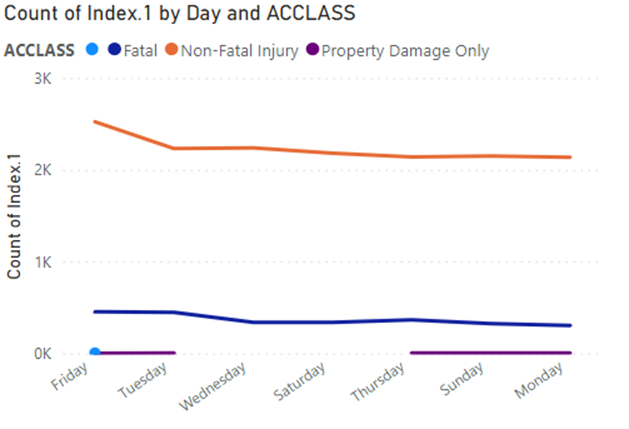 Count of Index.1 by Day and ACCLASS
ACCLASS Fatal Non-Fatal Injury Property Damage Only
3K
2K
1K
0K
Count of Index.1
Friday Tuesday Wednesday Saturday Thursday Sunday Monday